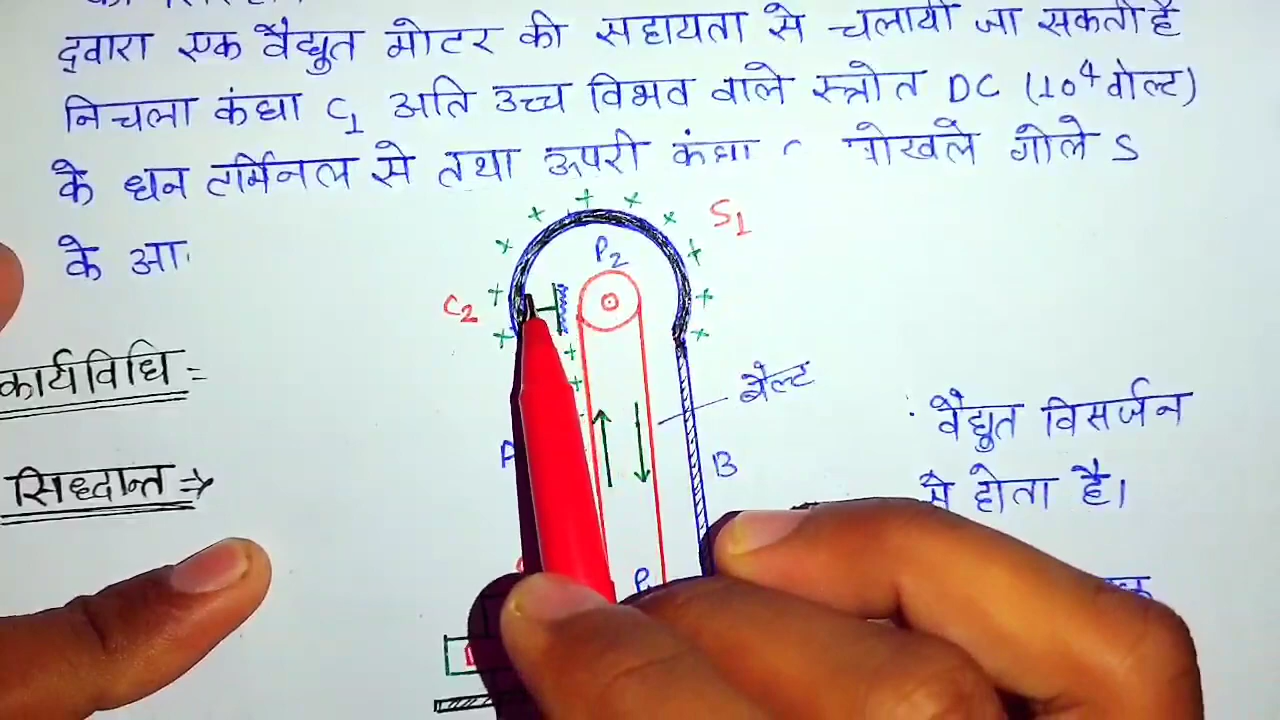 द्वारा एक वैद्युत मोटर की सहायता से चलायी जा सकती है
निचला कंघा C1 अति उच्च विभव वाले स्त्रोत DC (10⁴ वोल्ट)
के धन टर्मिनल से तथा ऊपरी कंघा गोले S
के
S1
P2
C2
कार्यविधि =
बेल्ट
वैद्युत विसर्जन
B
सिध्दान्त ⇒
से होता है।